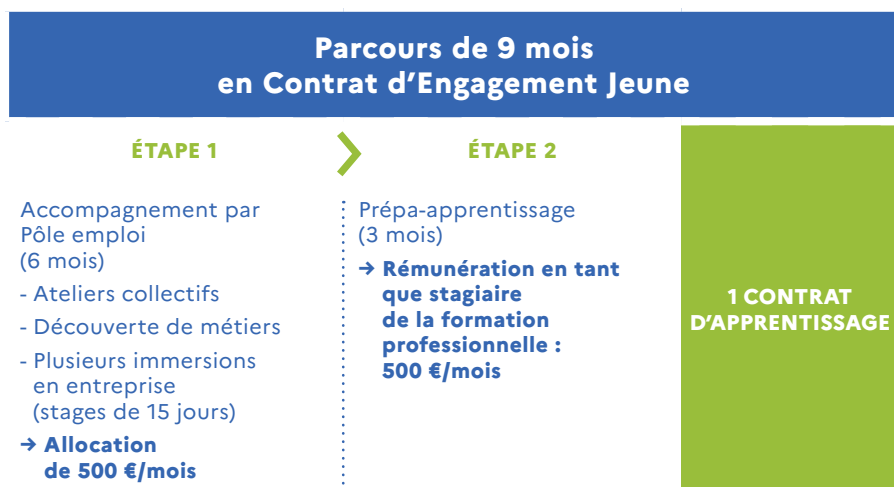 Parcours de 9 mois
en Contrat d'Engagement Jeune
ÉTAPE 1
Accompagnement par
Pôle emploi
(6 mois)
- Ateliers collectifs
- Découverte de métiers
- Plusieurs immersions
en entreprise
(stages de 15 jours)
→ Allocation
de 500 €/mois
ÉTAPE 2
Prépa-apprentissage
(3 mois)
→ Rémunération en tant
que stagiaire
de la formation
professionnelle :
500 €/mois
1 CONTRAT
D'APPRENTISSAGE